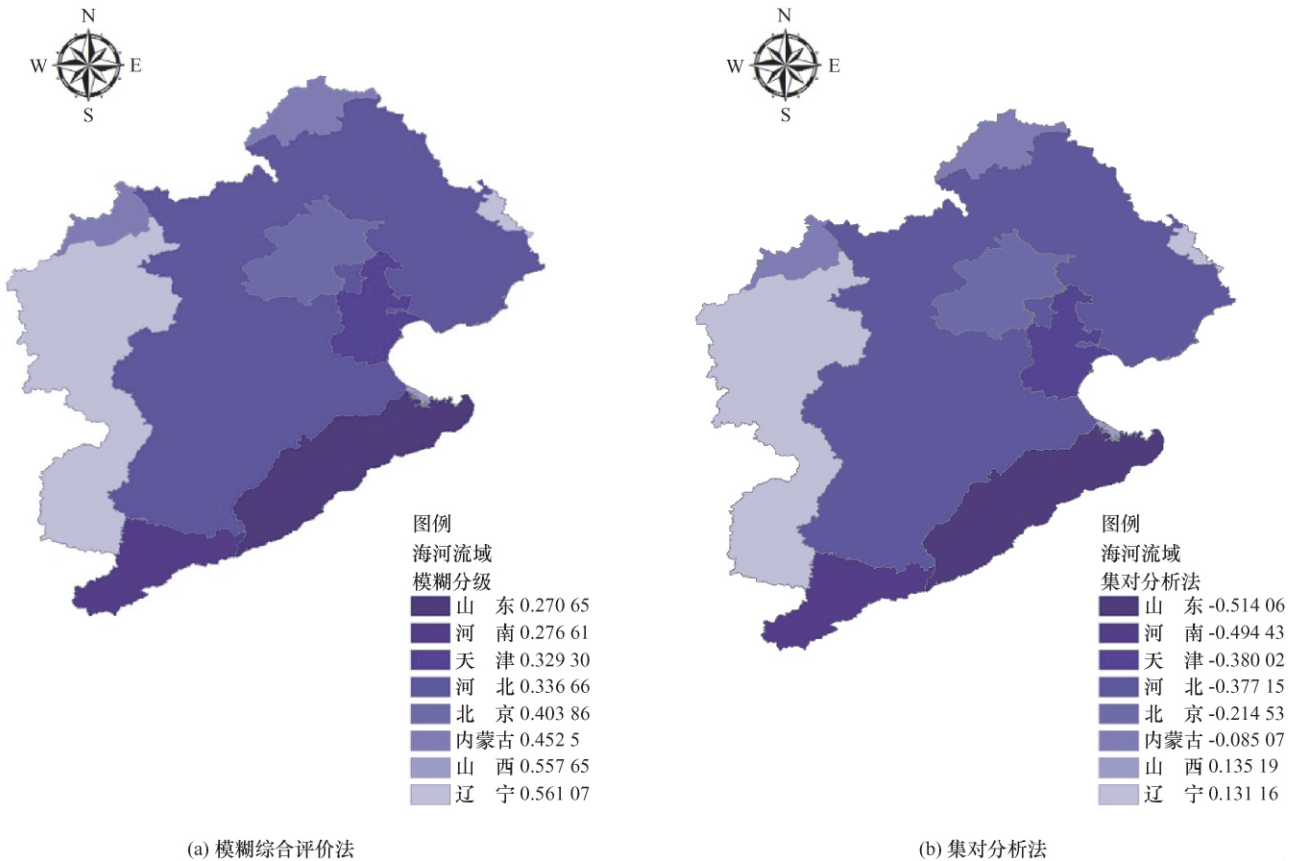 N
W E
S
图例
海河流域
模糊分级
山 东 0.270 65
河 南 0.276 61
天 津 0.329 30
河 北 0.336 66
北 京 0.403 86
内蒙古 0.452 5
山 西 0.557 65
辽 宁 0.561 07
(a) 模糊综合评价法
N
W E
S
图例
海河流域
集对分析法
山 东 -0.514 06
河 南 -0.494 43
天 津 -0.380 02
河 北 -0.377 15
北 京 -0.214 53
内蒙古 -0.085 07
山 西 0.135 19
辽 宁 0.131 16
(b) 集对分析法